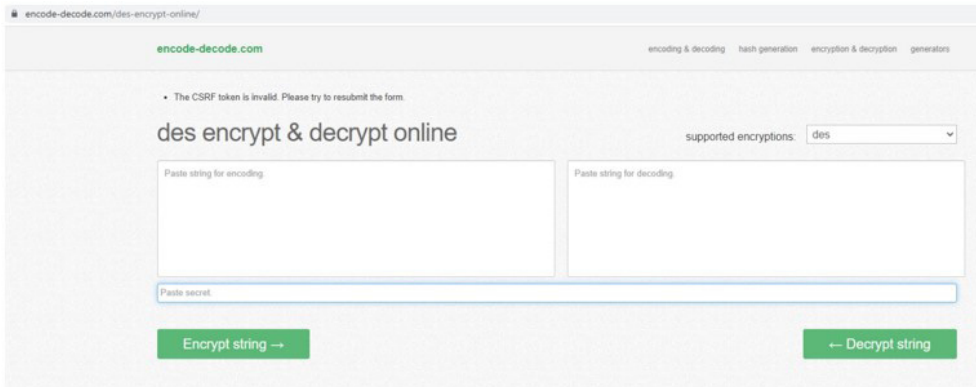 encode-decode.com/des-encrypt-online/
encode-decode.com encoding & decoding hash generation encryption & decryption generators
• The CSRF token is invalid. Please try to resubmit the form.
des encrypt & decrypt online supported encryptions: des
Paste string for encoding. Paste string for decoding.
Paste secret.
Encrypt string → ← Decrypt string